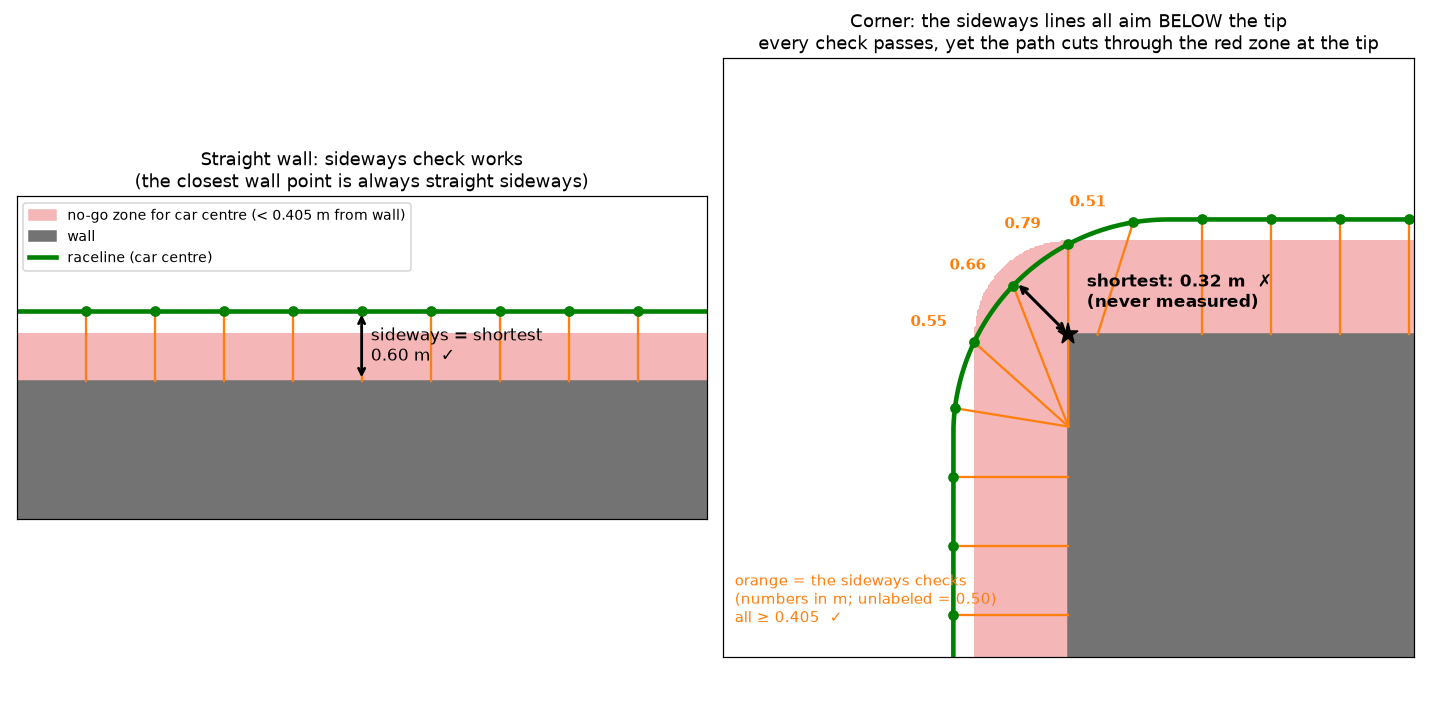 Straight wall: sideways check works
(the closest wall point is always straight sideways)
no-go zone for car centre (< 0.405 m from wall)
wall
raceline (car centre)
sideways = shortest
0.60 m ✓
Corner: the sideways lines all aim BELOW the tip
every check passes, yet the path cuts through the red zone at the tip
0.51
0.79
0.66
0.55
shortest: 0.32 m ✗
(never measured)
orange = the sideways checks
(numbers in m; unlabeled = 0.50)
all ≥ 0.405 ✓